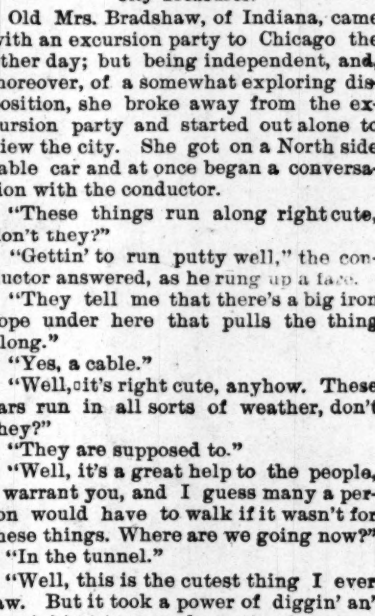 Old Mrs. Bradshaw, of Indiana, came
with an excursion party to Chicago the
other day; but being independent, and,
moreover, of a somewhat exploring dis-
position, she broke away from the ex-
cursion party and started out alone to
view the city. She got on a North side
cable car and at once began a conversa-
tion with the conductor.
"These things run along right cute,
don't they?"
"Gettin' to run putty well," the con-
ductor answered, as he rung up a fare.
"They tell me that there's a big iron
rope under here that pulls the thing
along."
"Yes, a cable."
"Well, it's right cute, anyhow. These
cars run in all sorts of weather, don't
they?"
"They are supposed to."
"Well, it's a great help to the people,
I warrant you, and I guess many a per-
son would have to walk if it wasn't for
these things. Where are we going now?"
"In the tunnel."
"Well, this is the cutest thing I ever
saw. But it took a power of diggin' an'